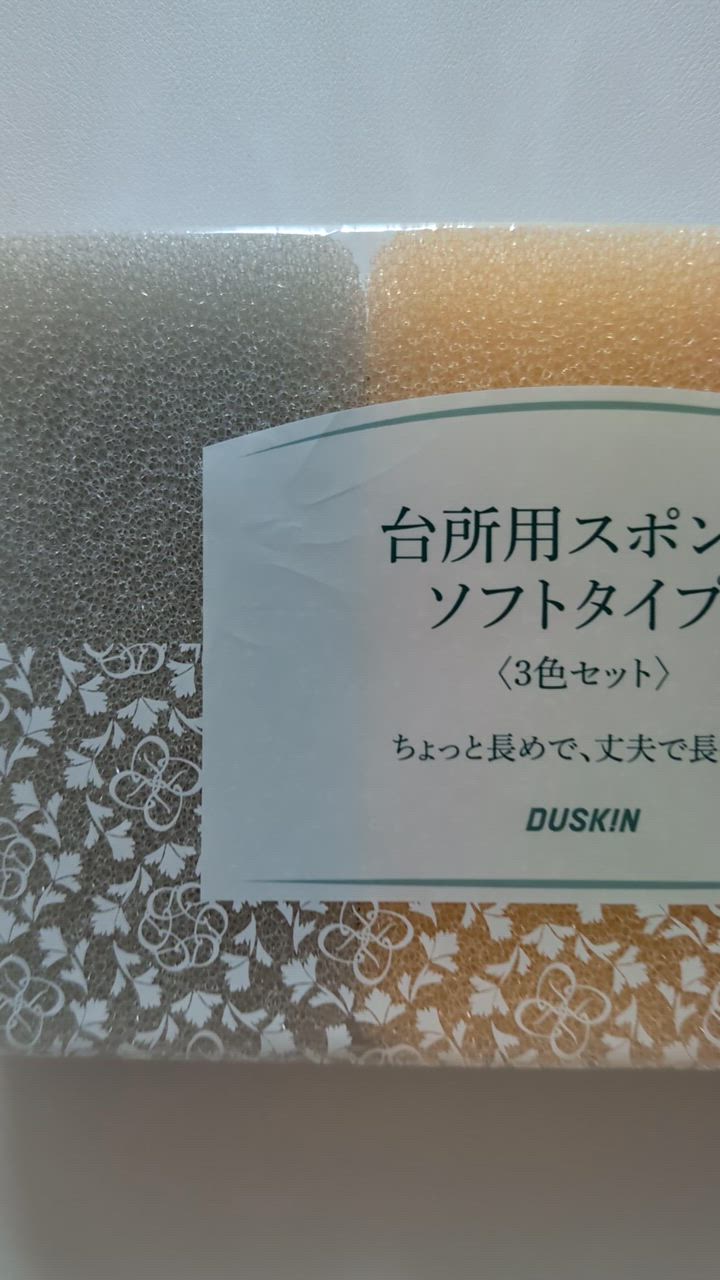 台所用スポン
ソフトタイプ
〈3色セット〉
ちょっと長めで、丈夫で長
DUSKIN